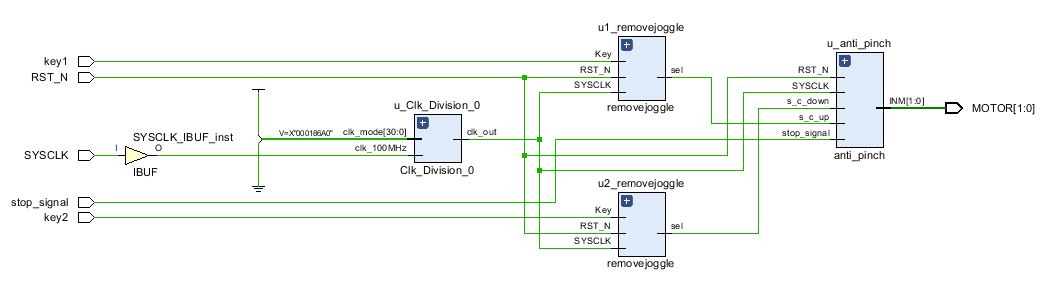 u1_removejoggle
key1
Key
RST_N
RST_N
sel
SYSCLK
removejoggle
u_anti_pinch
RST_N
SYSCLK
s_c_down
INM[1:0]
MOTOR[1:0]
s_c_up
stop_signal
anti_pinch
u_Clk_Division_0
SYSCLK_IBUF_inst
V=X"000186A0"
clk_mode[30:0]
clk_out
SYSCLK
I
O
clk_100MHz
IBUF
Clk_Division_0
u2_removejoggle
stop_signal
key2
Key
RST_N
sel
SYSCLK
removejoggle